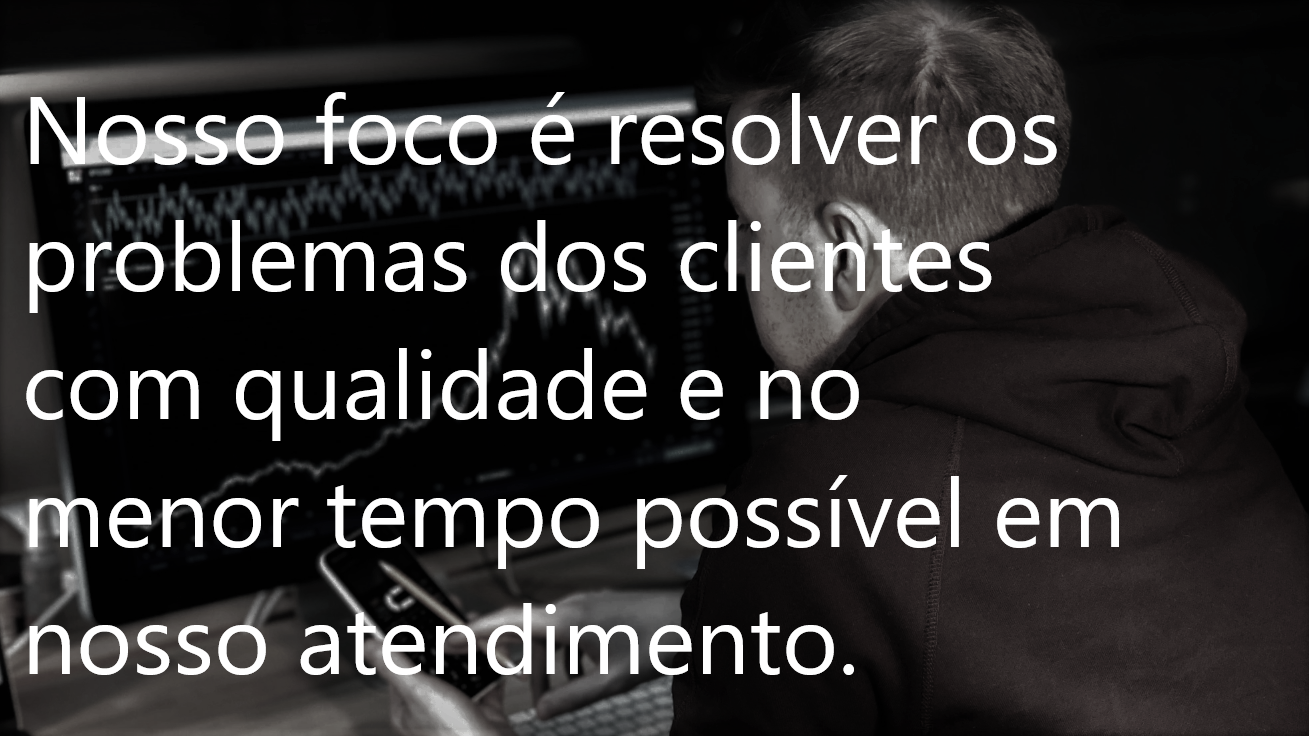 Nosso foco é resolver os
problemas dos clientes
com qualidade e no
menor tempo possível em
nosso atendimento.